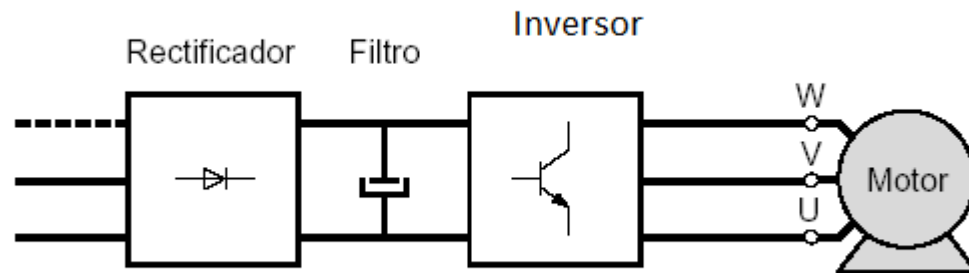 Rectificador
Filtro
Inversor
W
V
U
Motor